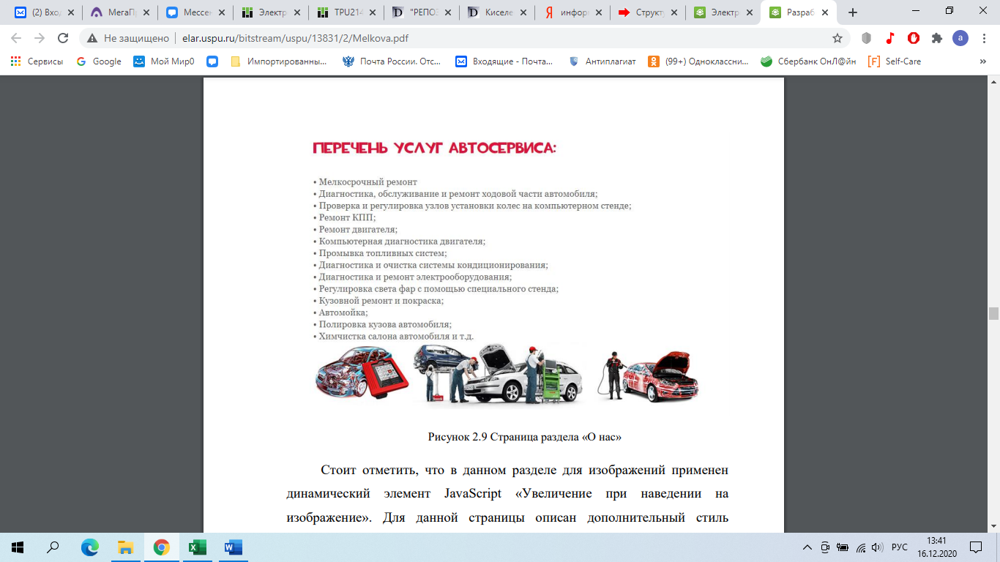 (2) Вхо
МегаП
Мессен
Электр
TPU214
"РЕПОЗ
Киселе
инфор
Структ
Электр
Разраб
Не защищено
elar.uspu.ru/bitstream/uspu/13831/2/Melkova.pdf
a
Сервисы
Google
Мой Мир0
Импортированны...
Почта России. Отс...
Входящие - Почта...
Антиплагиат
(99+) Одноклассни...
Сбербанк ОнЛ@йн
[F] Self-Care
»
ПЕРЕЧЕНЬ УСЛУГ АВТОСЕРВИСА:
• Мелкосрочный ремонт
• Диагностика, обслуживание и ремонт ходовой части автомобиля;
• Проверка и регулировка узлов установки колес на компьютерном стенде;
• Ремонт КПП;
• Ремонт двигателя;
• Компьютерная диагностика двигателя;
• Промывка топливных систем;
• Диагностика и очистка системы кондиционирования;
• Диагностика и ремонт электрооборудования;
• Регулировка света фар с помощью специального стенда;
• Кузовной ремонт и покраска;
• Автомойка;
• Полировка кузова автомобиля;
• Химчистка салона автомобиля и т.д.
Рисунок 2.9 Страница раздела «О нас»
Стоит отметить, что в данном разделе для изображений применен
динамический элемент JavaScript «Увеличение при наведении на
изображение». Для данной страницы описан дополнительный стиль
РУС
13:41
16.12.2020